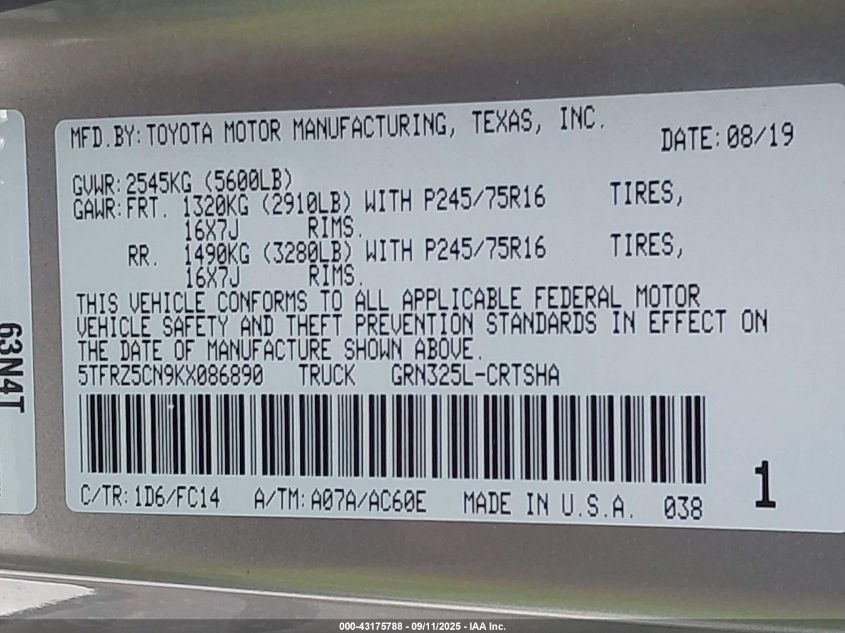 MFD.BY: TOYOTA MOTOR MANUFACTURING, TEXAS, INC. DATE: 08/19
GVWR: 2545KG (5600LB)
GAWR: FRT. 1320KG (2910LB) WITH P245/75R16 TIRES,
16X7J RIMS.
RR. 1490KG (3280LB) WITH P245/75R16 TIRES,
16X7J RIMS.
THIS VEHICLE CONFORMS TO ALL APPLICABLE FEDERAL MOTOR
VEHICLE SAFETY AND THEFT PREVENTION STANDARDS IN EFFECT ON
THE DATE OF MANUFACTURE SHOWN ABOVE.
5TFRZ5CN9KX086890 TRUCK GRN325L-CRTSHA
C/TR: 1D6/FC14 A/TM: A07A/AC60E MADE IN U.S.A. 038
1
63N4T
000-43175788 - 09/11/2025 - IAA Inc.